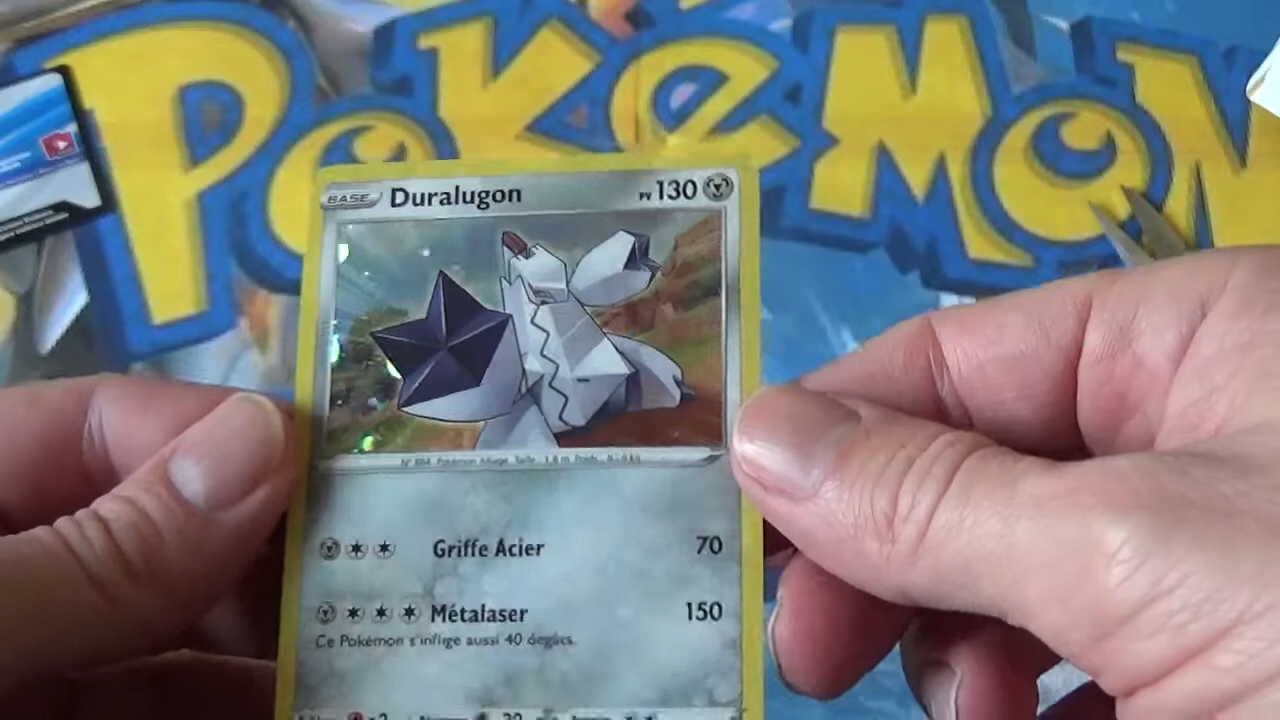 POKéMON
BASE Duralugon PV 130
Griffe Acier 70
Métalaser 150
Ce Pokémon s'inflige aussi 40 dégâts.